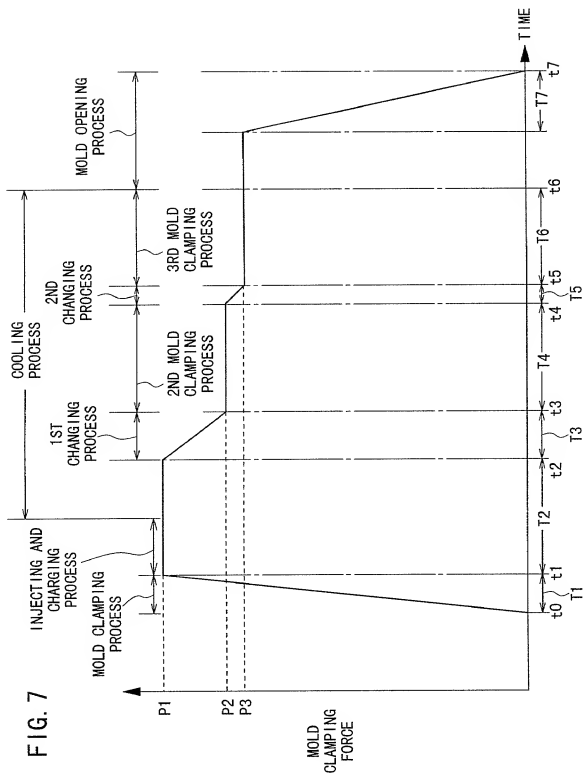 FIG. 7
COOLING
PROCESS
INJECTING AND
CHARGING
PROCESS
MOLD CLAMPING
PROCESS
1ST
CHANGING
PROCESS
2ND MOLD
CLAMPING
PROCESS
2ND
CHANGING
PROCESS
3RD MOLD
CLAMPING
PROCESS
MOLD OPENING
PROCESS
P1
P2
P3
MOLD
CLAMPING
FORCE
TIME
t0
t1
t2
t3
t4
t5
t6
t7
T1
T2
T3
T4
T5
T6
T7